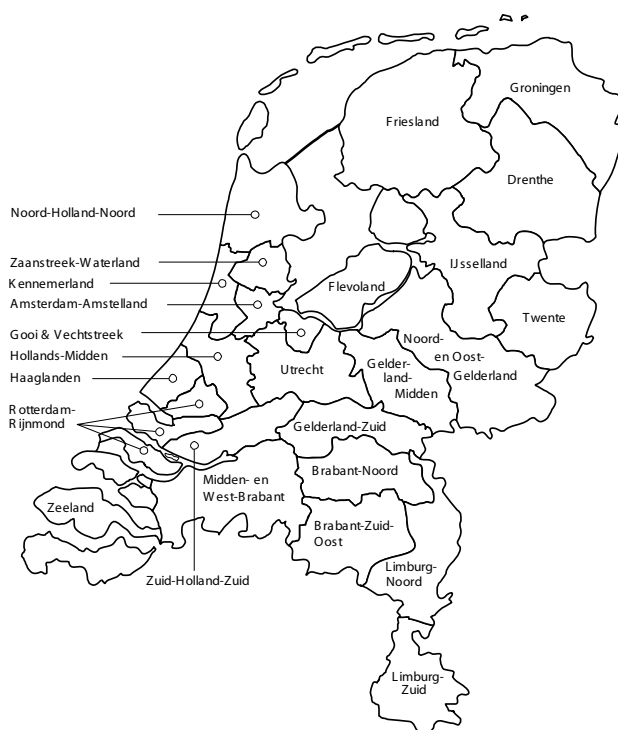 Groningen
Friesland
Drenthe
Noord-Holland-Noord
Zaanstreek-Waterland
IJsselland
Kennemerland
Flevoland
Amsterdam-Amstelland
Twente
Gooi & Vechtstreek
Noord-
en Oost-
Gelderland
Hollands-Midden
Utrecht
Gelder-
land-
Midden
Haaglanden
Rotterdam-
Rijnmond
Gelderland-Zuid
Midden- en
West-Brabant
Brabant-Noord
Zeeland
Brabant-Zuid-
Oost
Limburg-
Noord
Zuid-Holland-Zuid
Limburg-
Zuid